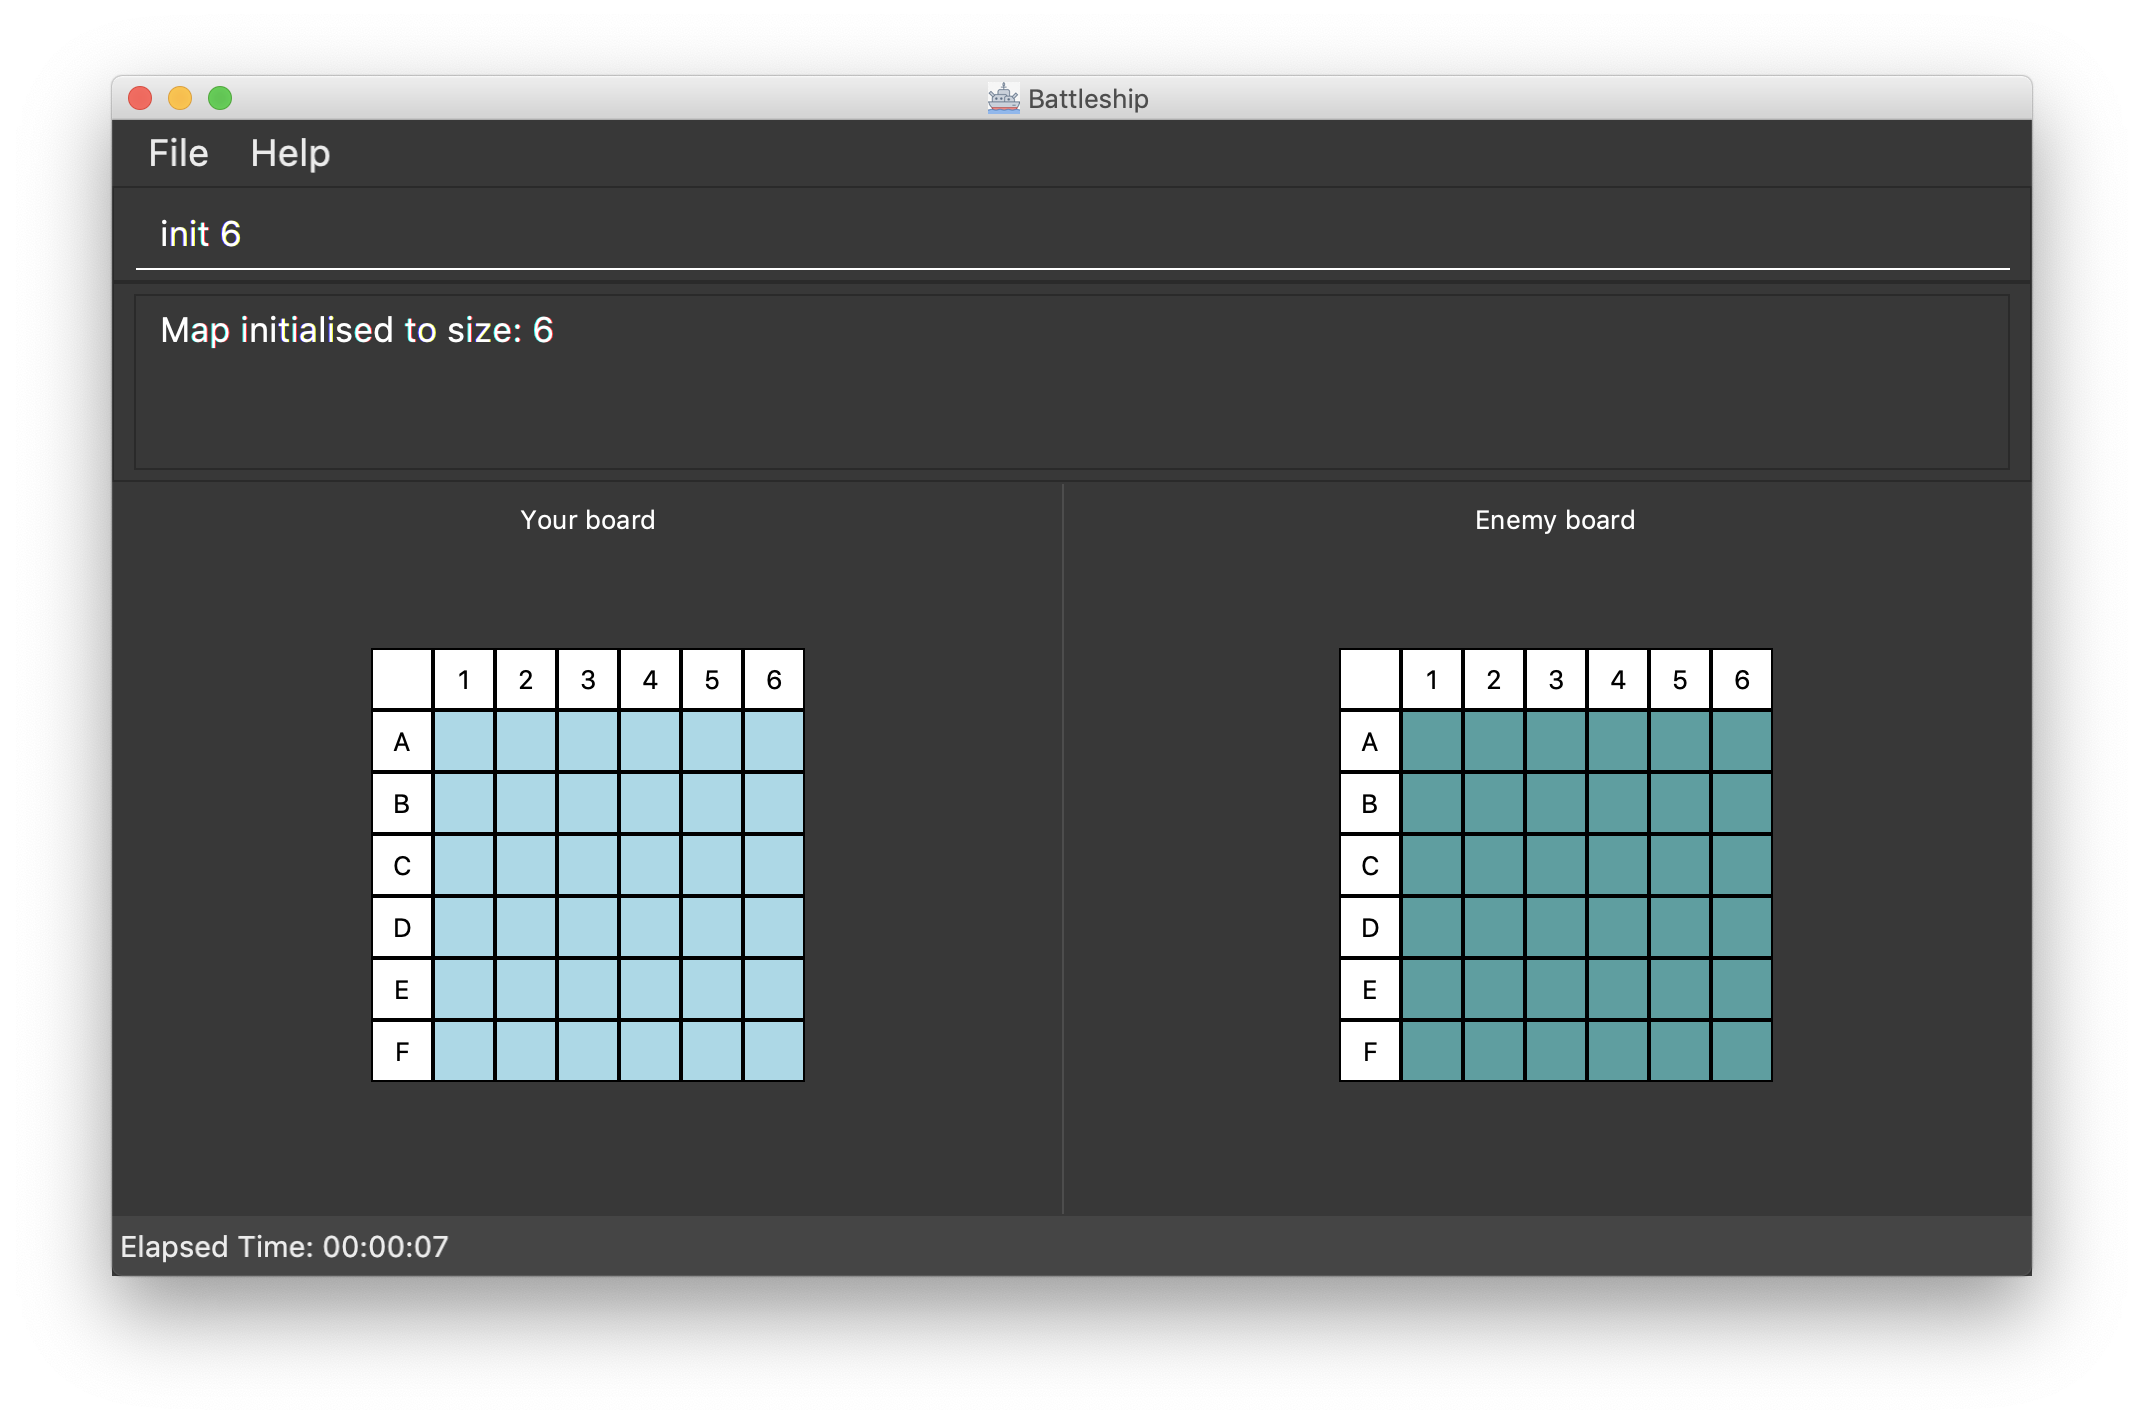 Battleship
File Help
init 6
Map initialised to size: 6
Your board
1 2 3 4 5 6
A
B
C
D
E
F
Enemy board
1 2 3 4 5 6
A
B
C
D
E
F
Elapsed Time: 00:00:07